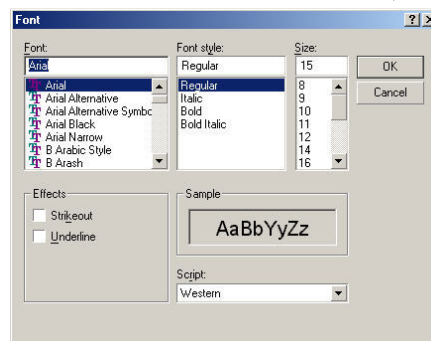 Font
Font:
Arial
Arial
Arial Alternative
Arial Alternative Symbc
Arial Black
Arial Narrow
B Arabic Style
B Arash
Font style:
Regular
Regular
Italic
Bold
Bold Italic
Size:
15
8
9
10
11
12
14
16
OK
Cancel
Effects
Strikeout
Underline
Sample
AaBbYyZz
Script:
Western